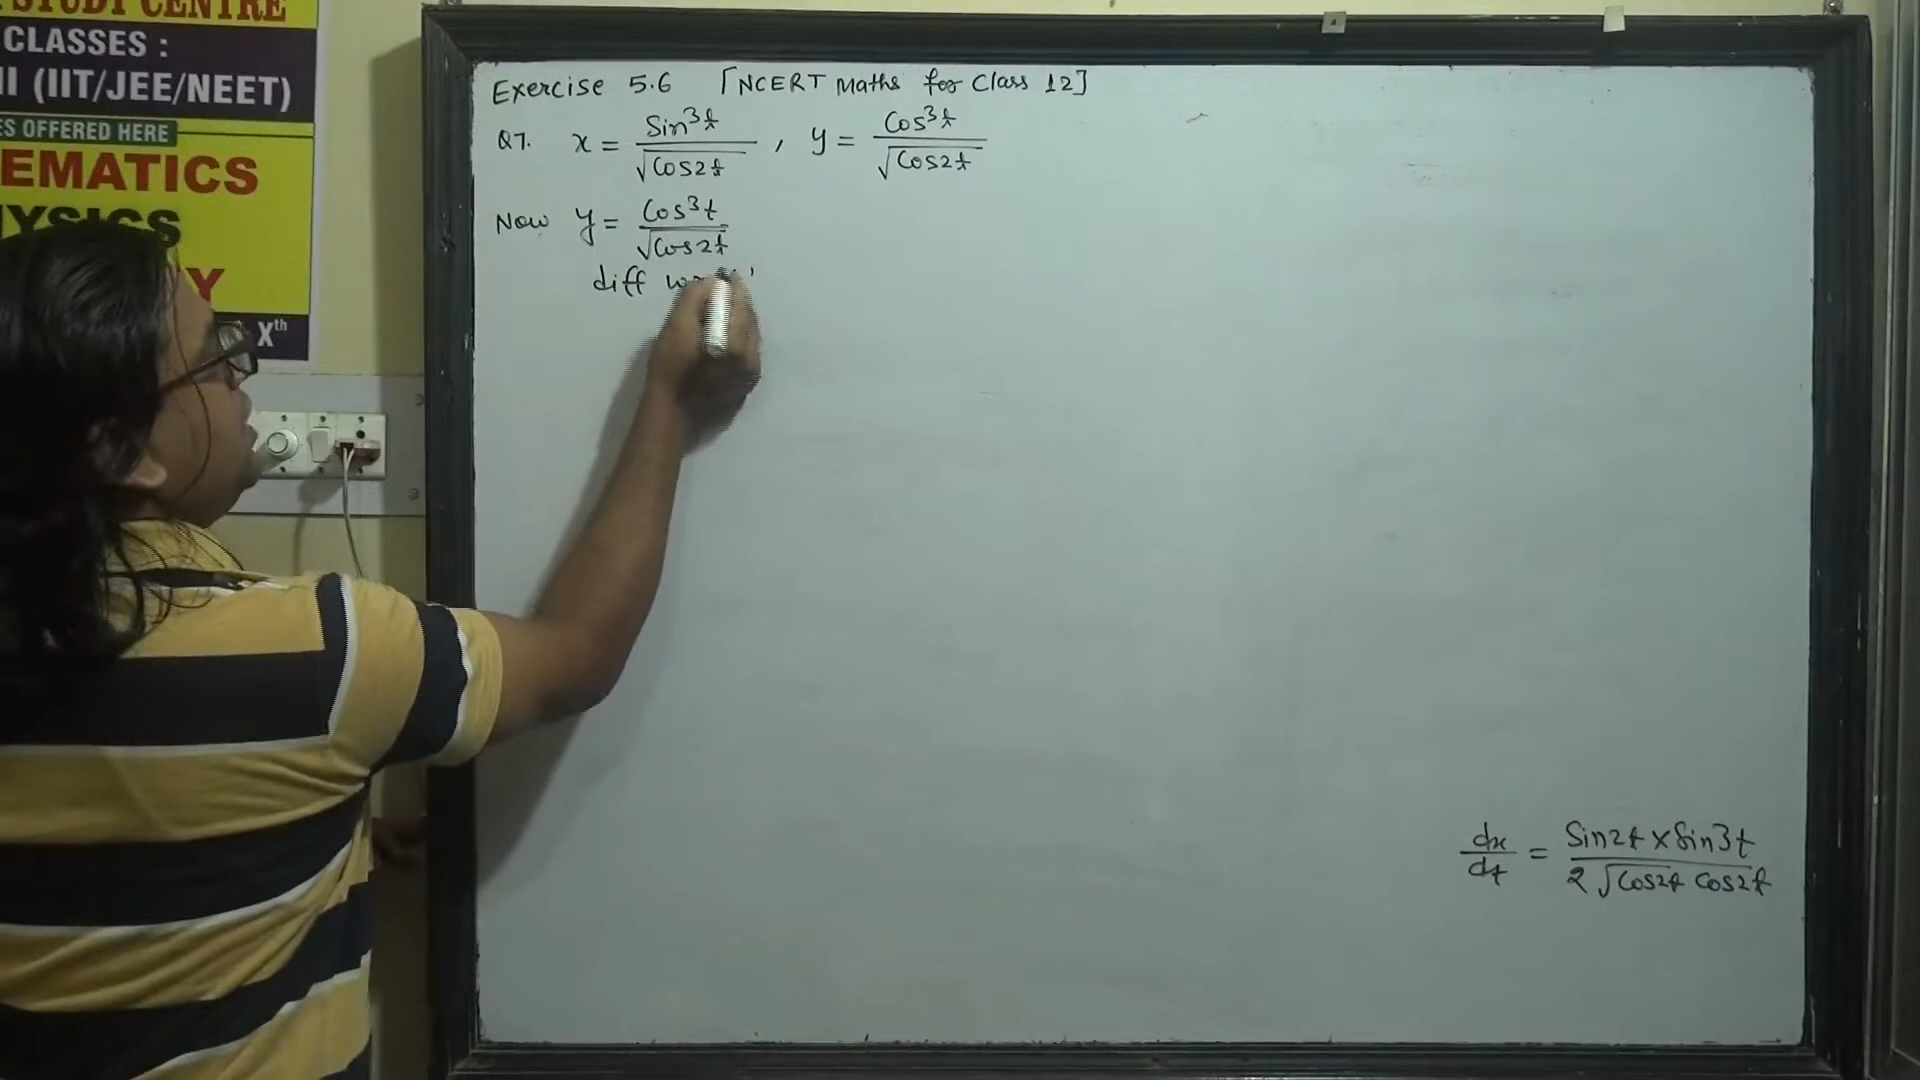 STUDY CENTRE
CLASSES :
II (IIT/JEE/NEET)
ES OFFERED HERE
EMATICS
YSICS
Y
Xth
Exercise 5.6 [NCERT Maths for Class 12]
Q7. x = Sin³t / √Cos2t , y = Cos³t / √Cos2t
Now y = Cos³t / √Cos2t
diff
dx/dt = Sin2t × Sin3t / 2 √Cos2t Cos2t